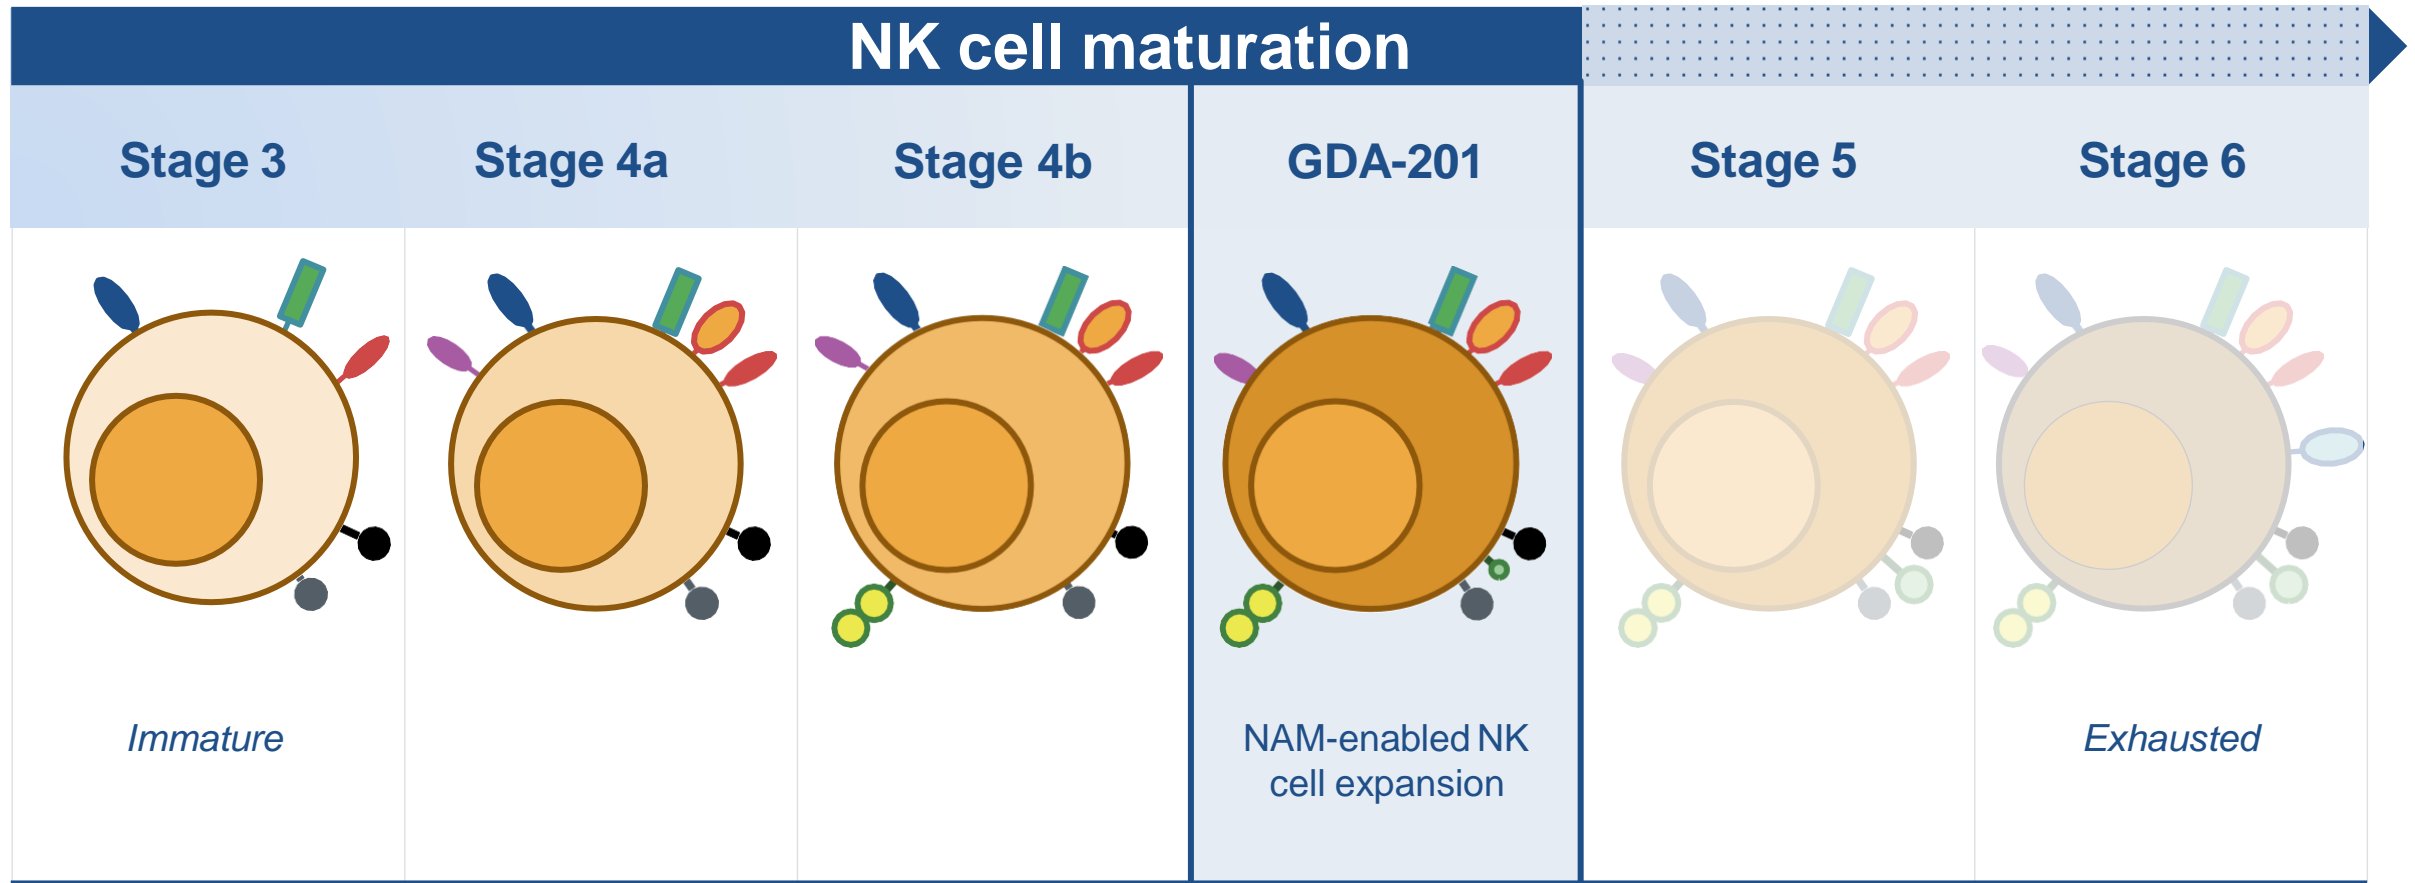 NK cell maturation
Stage 3
Stage 4a
Stage 4b
GDA-201
Stage 5
Stage 6
Immature
NAM-enabled NK
cell expansion
Exhausted